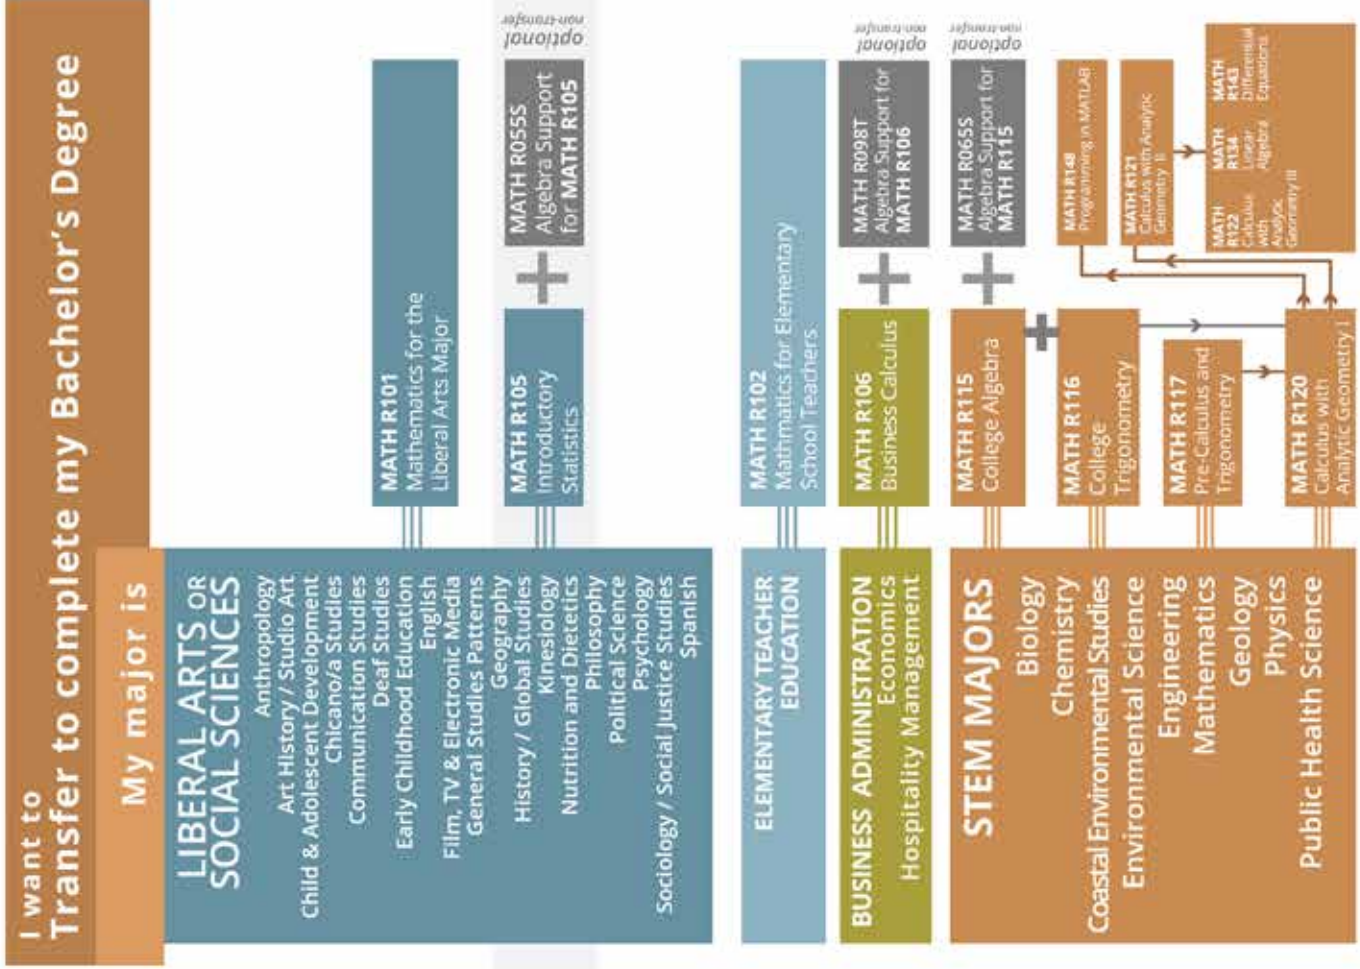 I want to
Transfer to complete my Bachelor's Degree
My major is
LIBERAL ARTS OR
SOCIAL SCIENCES
Anthropology
Art History / Studio Art
Child & Adolescent Development
Chicano/a Studies
Communication Studies
Deaf Studies
Early Childhood Education
English
Film, TV & Electronic Media
General Studies Patterns
Geography
History / Global Studies
Kinesiology
Nutrition and Dietetics
Philosophy
Political Science
Psychology
Sociology / Social Justice Studies
Spanish
MATH R101
Mathematics for the
Liberal Arts Major
MATH R105
Introductory
Statistics
MATH R055S
Algebra Support
for MATH R105
optional
non-transfer
ELEMENTARY TEACHER
EDUCATION
MATH R102
Mathmatics for Elementary
School Teachers
BUSINESS ADMINISTRATION
Economics
Hospitality Management
MATH R106
Business Calculus
MATH R098T
Algebra Support for
MATH R106
optional
non-transfer
STEM MAJORS
Biology
Chemistry
Coastal Environmental Studies
Environmental Science
Engineering
Mathematics
Geology
Physics
Public Health Science
MATH R115
College Algebra
MATH R065S
Algebra Support for
MATH R115
optional
non-transfer
MATH R116
College
Trigonometry
MATH R117
Pre-Calculus and
Trigonometry
MATH R120
Calculus with
Analytic Geometry I
MATH R148
Programming in MATLAB
MATH R121
Calculus with Analytic
Geometry II
MATH
R122
Calculus
with
Analytic
Geometry III
MATH
R134
Linear
Algebra
MATH
R143
Differential
Equations